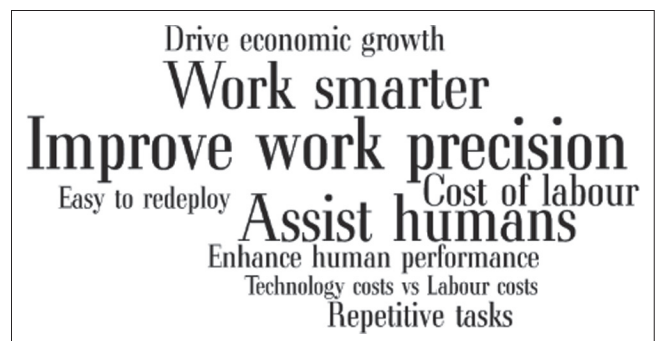 Drive economic growth
Work smarter
Improve work precision
Easy to redeploy
Cost of labour
Assist humans
Enhance human performance
Technology costs vs Labour costs
Repetitive tasks